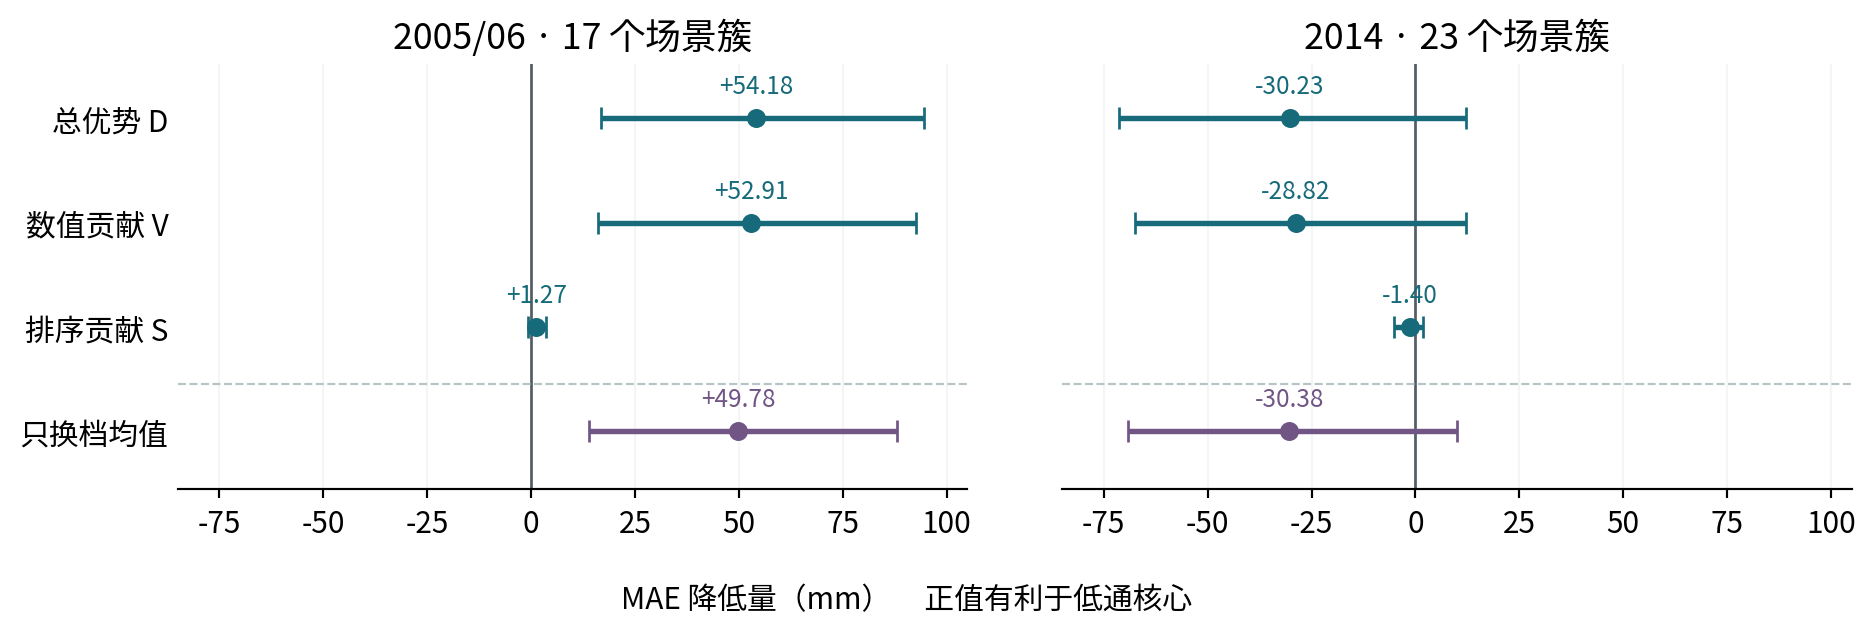 2005/06 · 17 个场景簇
2014 · 23 个场景簇
总优势 D
+54.18
-30.23
数值贡献 V
+52.91
-28.82
排序贡献 S
+1.27
-1.40
只换档均值
+49.78
-30.38
-75 -50 -25 0 25 50 75 100
-75 -50 -25 0 25 50 75 100
MAE 降低量（mm） 正值有利于低通核心